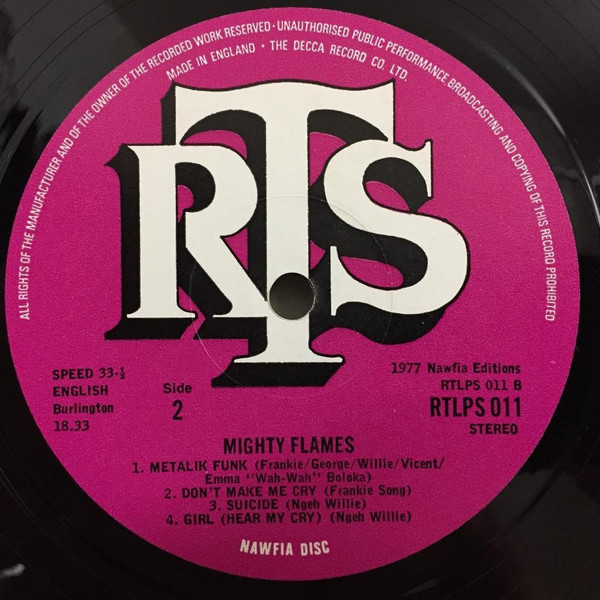 ALL RIGHTS OF THE MANUFACTURER AND OF THE OWNER OF THE RECORDED WORK RESERVED · UNAUTHORISED PUBLIC PERFORMANCE BROADCASTING AND COPYING OF THIS RECORD PROHIBITED
MADE IN ENGLAND · THE DECCA RECORD CO. LTD.
RTS
SPEED 33-⅓
ENGLISH
Burlington
18.33
Side
2
1977 Nawfia Editions
RTLPS 011 B
RTLPS 011
STEREO
MIGHTY FLAMES
1. METALIK FUNK (Frankie/George/Willie/Vicent/
Emma "Wah-Wah" Boloka)
2. DON'T MAKE ME CRY (Frankie Song)
3. SUICIDE (Ngeh Willie)
4. GIRL (HEAR MY CRY) (Ngeh Willie)
NAWFIA DISC